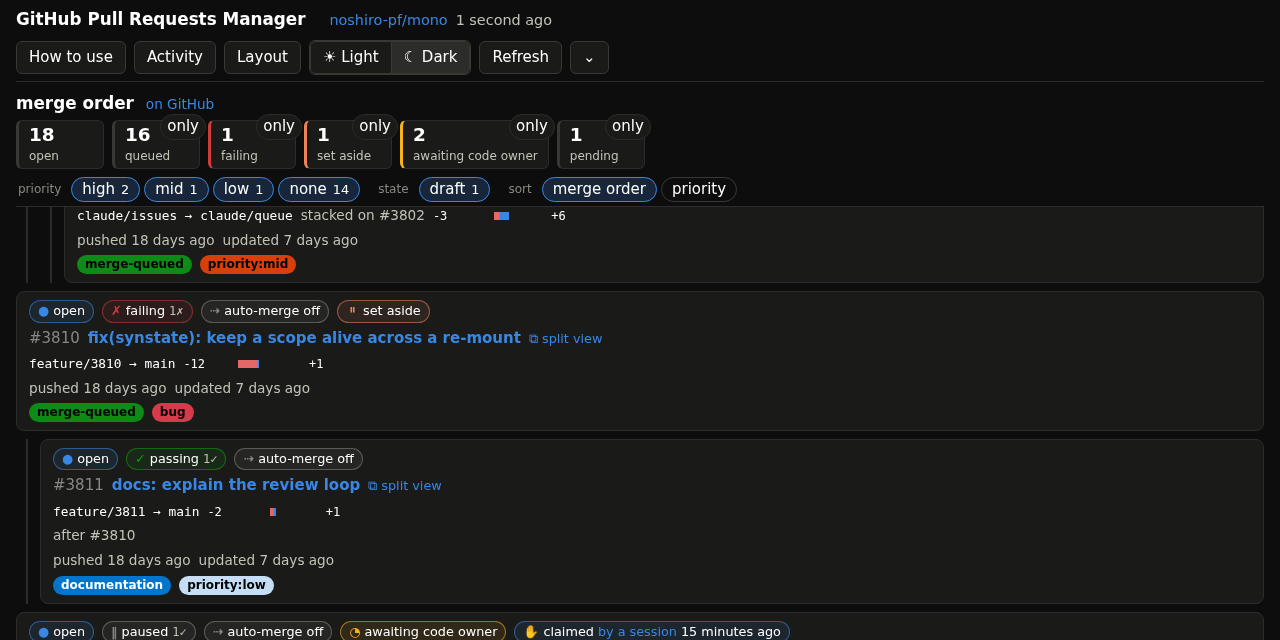 GitHub Pull Requests Manager noshiro-pf/mono 1 second ago
How to use Activity Layout ☀ Light ☾ Dark Refresh ⌄
merge order on GitHub
18 open 16 queued only 1 failing only 1 set aside only 2 awaiting code owner only 1 pending only
priority high 2 mid 1 low 1 none 14 state draft 1 sort merge order priority
claude/issues → claude/queue stacked on #3802 -3 +6
pushed 18 days ago updated 7 days ago
merge-queued priority:mid
● open ✗ failing 1✗ ⇢ auto-merge off ⏸ set aside
#3810 fix(synstate): keep a scope alive across a re-mount ⧉ split view
feature/3810 → main -12 +1
pushed 18 days ago updated 7 days ago
merge-queued bug
● open ✓ passing 1✓ ⇢ auto-merge off
#3811 docs: explain the review loop ⧉ split view
feature/3811 → main -2 +1
after #3810
pushed 18 days ago updated 7 days ago
documentation priority:low
● open ‖ paused 1✓ ⇢ auto-merge off ◔ awaiting code owner ✋ claimed by a session 15 minutes ago